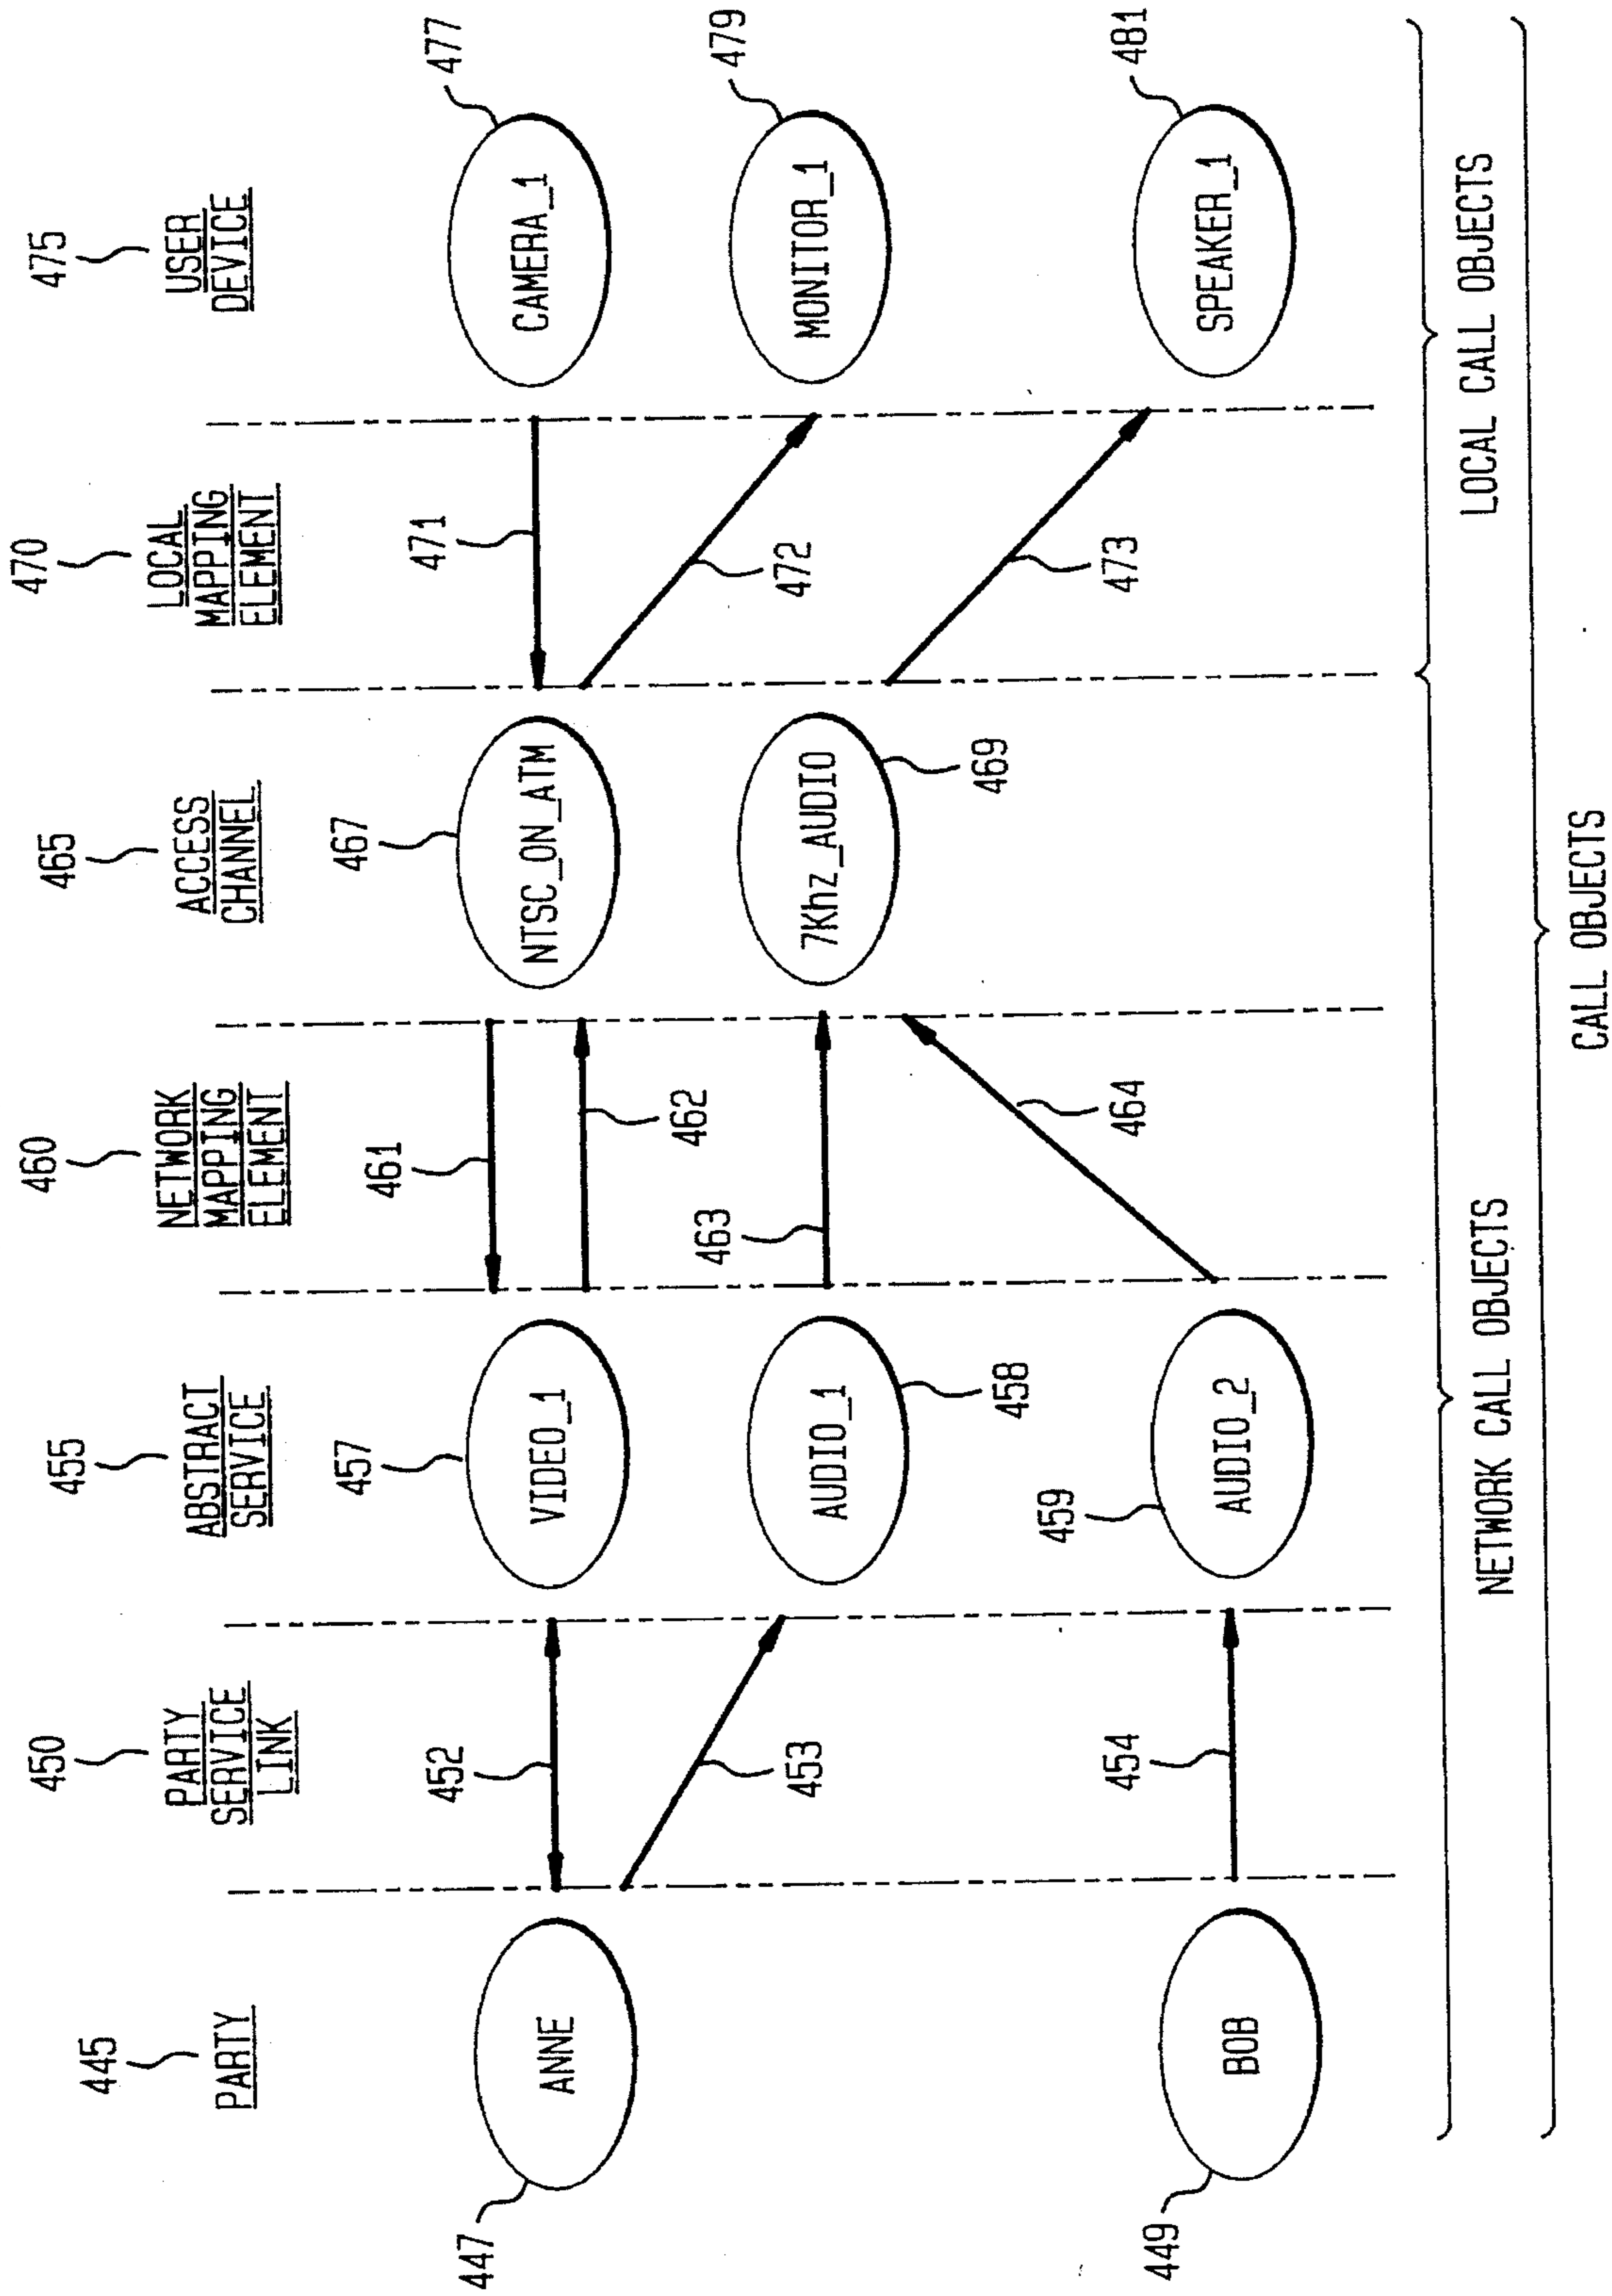 445
PARTY
450
PARTY
SERVICE
LINK
455
ABSTRACT
SERVICE
460
NETWORK
MAPPING
ELEMENT
465
ACCESS
CHANNEL
470
LOCAL
MAPPING
ELEMENT
475
USER
DEVICE
447
ANNE
452
453
457
VIDEO_1
461
462
467
NTSC_ON_ATM
471
472
477
CAMERA_1
AUDIO_1
458
463
7Khz_AUDIO
469
MONITOR_1
479
449
BOB
454
459
AUDIO_2
464
473
SPEAKER_1
481
NETWORK CALL OBJECTS
LOCAL CALL OBJECTS
CALL OBJECTS